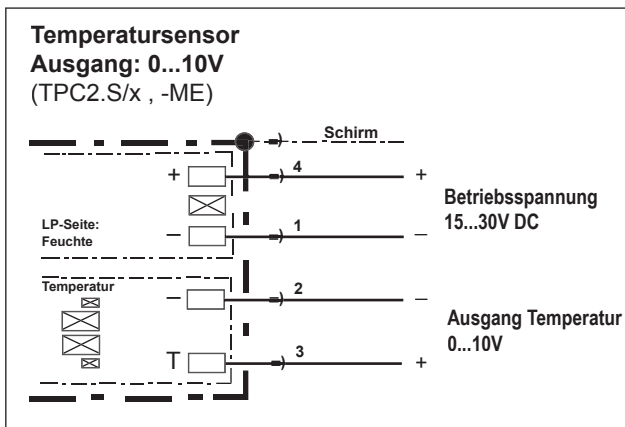 Temperatursensor
Ausgang: 0...10V
(TPC2.S/x , -ME)
Schirm
+ 4 +
Betriebsspannung
15...30V DC
LP-Seite:
Feuchte
– 1 –
Temperatur
– 2 –
Ausgang Temperatur
0...10V
T 3 +